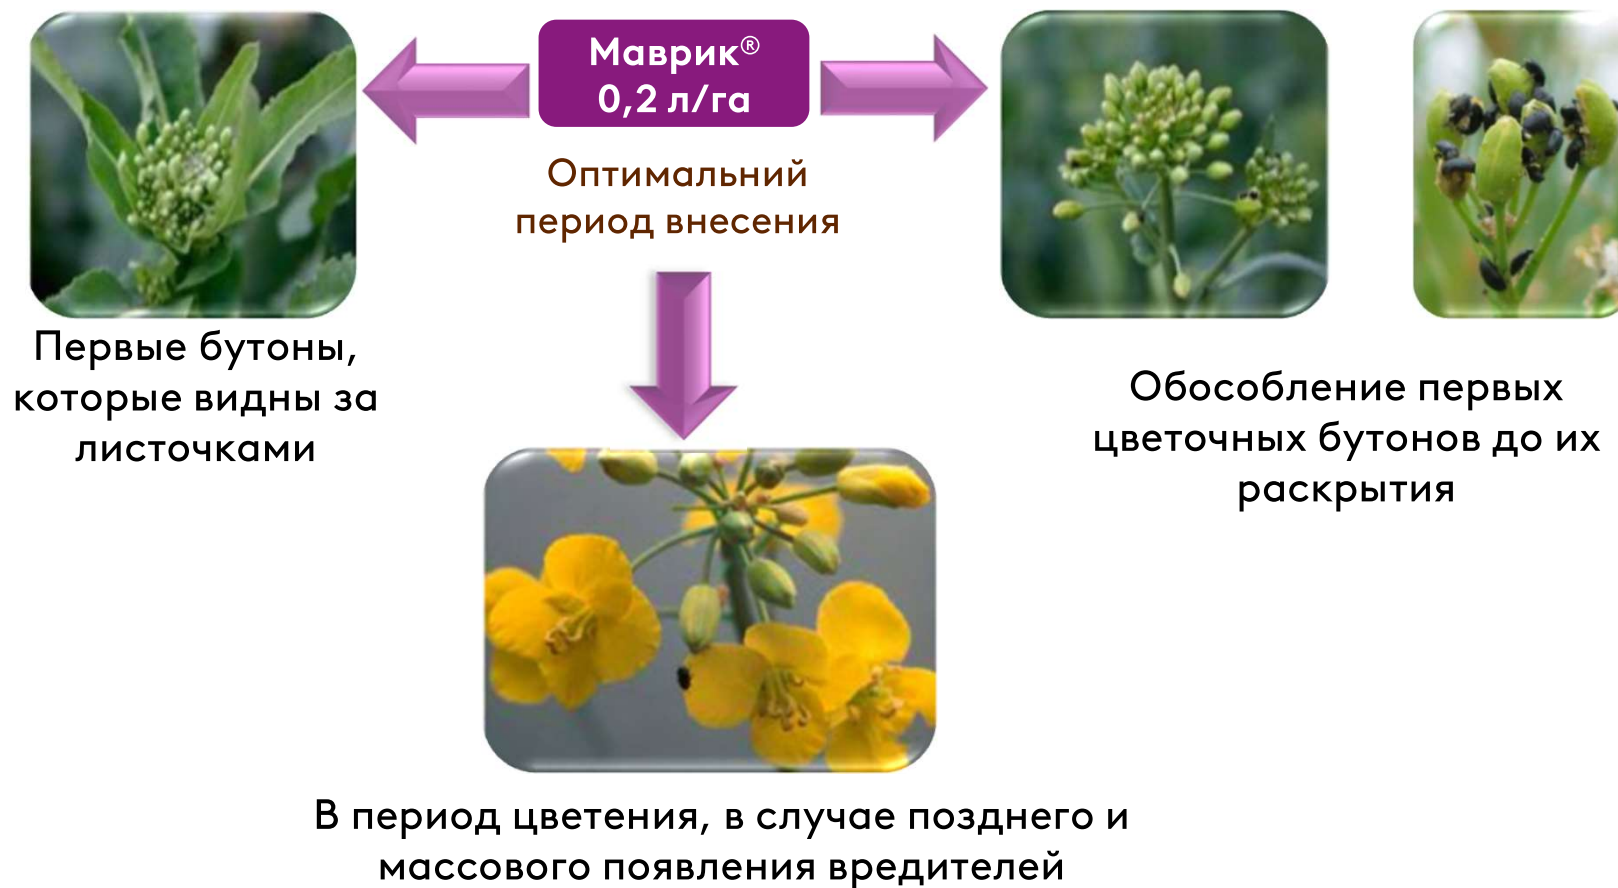 Маврик®
0,2 л/га
Оптимальний
период внесения
Первые бутоны,
которые видны за
листочками
Обособление первых
цветочных бутонов до их
раскрытия
В период цветения, в случае позднего и
массового появления вредителей